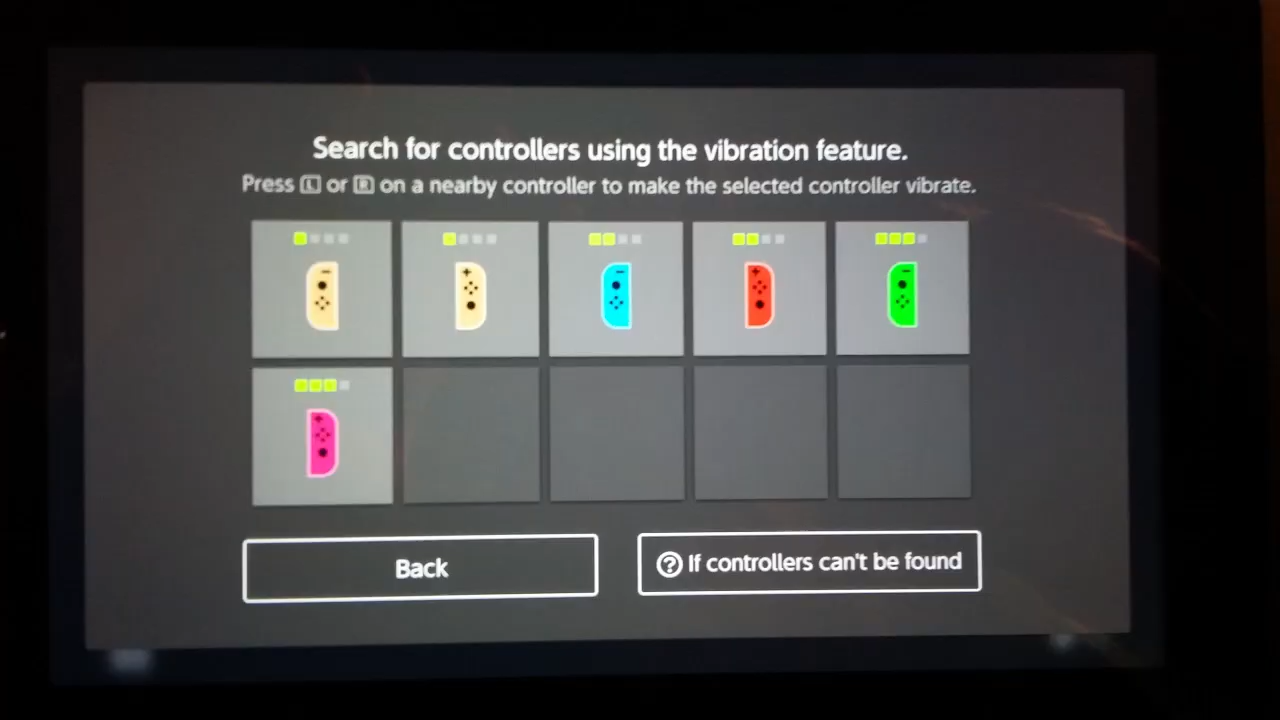 Search for controllers using the vibration feature.
Press L or R on a nearby controller to make the selected controller vibrate.
Back
? If controllers can't be found